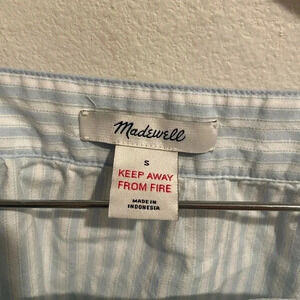 Madewell
S
KEEP AWAY
FROM FIRE
MADE IN
INDONESIA